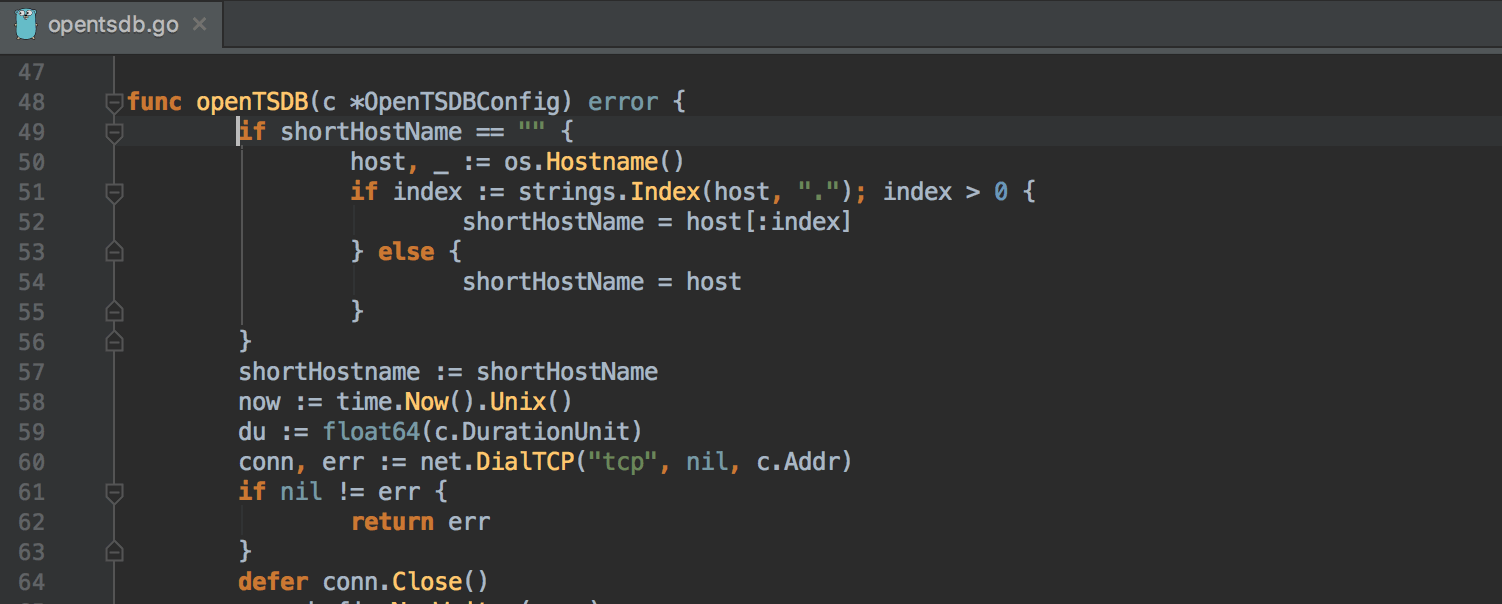 opentsdb.go
47
48 func openTSDB(c *OpenTSDBConfig) error {
49 if shortHostName == "" {
50 host, _ := os.Hostname()
51 if index := strings.Index(host, "."); index > 0 {
52 shortHostName = host[:index]
53 } else {
54 shortHostName = host
55 }
56 }
57 shortHostname := shortHostName
58 now := time.Now().Unix()
59 du := float64(c.DurationUnit)
60 conn, err := net.DialTCP("tcp", nil, c.Addr)
61 if nil != err {
62 return err
63 }
64 defer conn.Close()